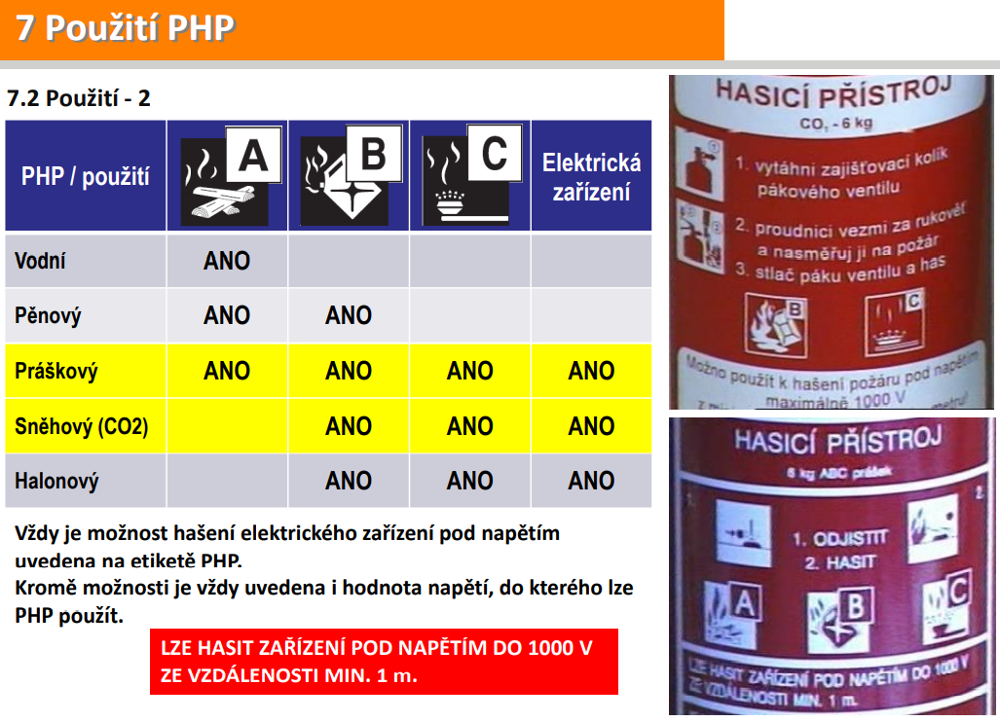 7 Použití PHP
7.2 Použití - 2
PHP / použití A B C Elektrická zařízení
Vodní ANO
Pěnový ANO ANO
Práškový ANO ANO ANO ANO
Sněhový (CO2) ANO ANO ANO
Halonový ANO ANO ANO
Vždy je možnost hašení elektrického zařízení pod napětím
uvedena na etiketě PHP.
Kromě možnosti je vždy uvedena i hodnota napětí, do kterého lze
PHP použít.
LZE HASIT ZAŘÍZENÍ POD NAPĚTÍM DO 1000 V
ZE VZDÁLENOSTI MIN. 1 m.
HASICÍ PŘÍSTROJ
CO₂ - 6 kg
1. vytáhni zajišťovací kolík
pákového ventilu
2. proudnici vezmi za rukověť
a nasměřuj ji na požár
3. stlač páku ventilu a has
B C
Možno použít k hašení požáru pod napětím
maximálně 1000 V
HASICÍ PŘÍSTROJ
6 kg ABC prášek
1. 2.
1. ODJISTIT
2. HASIT
A B C
LZE HASIT ZAŘÍZENÍ POD NAPĚTÍM DO 1000 V
ZE VZDÁLENOSTI MIN. 1 m.